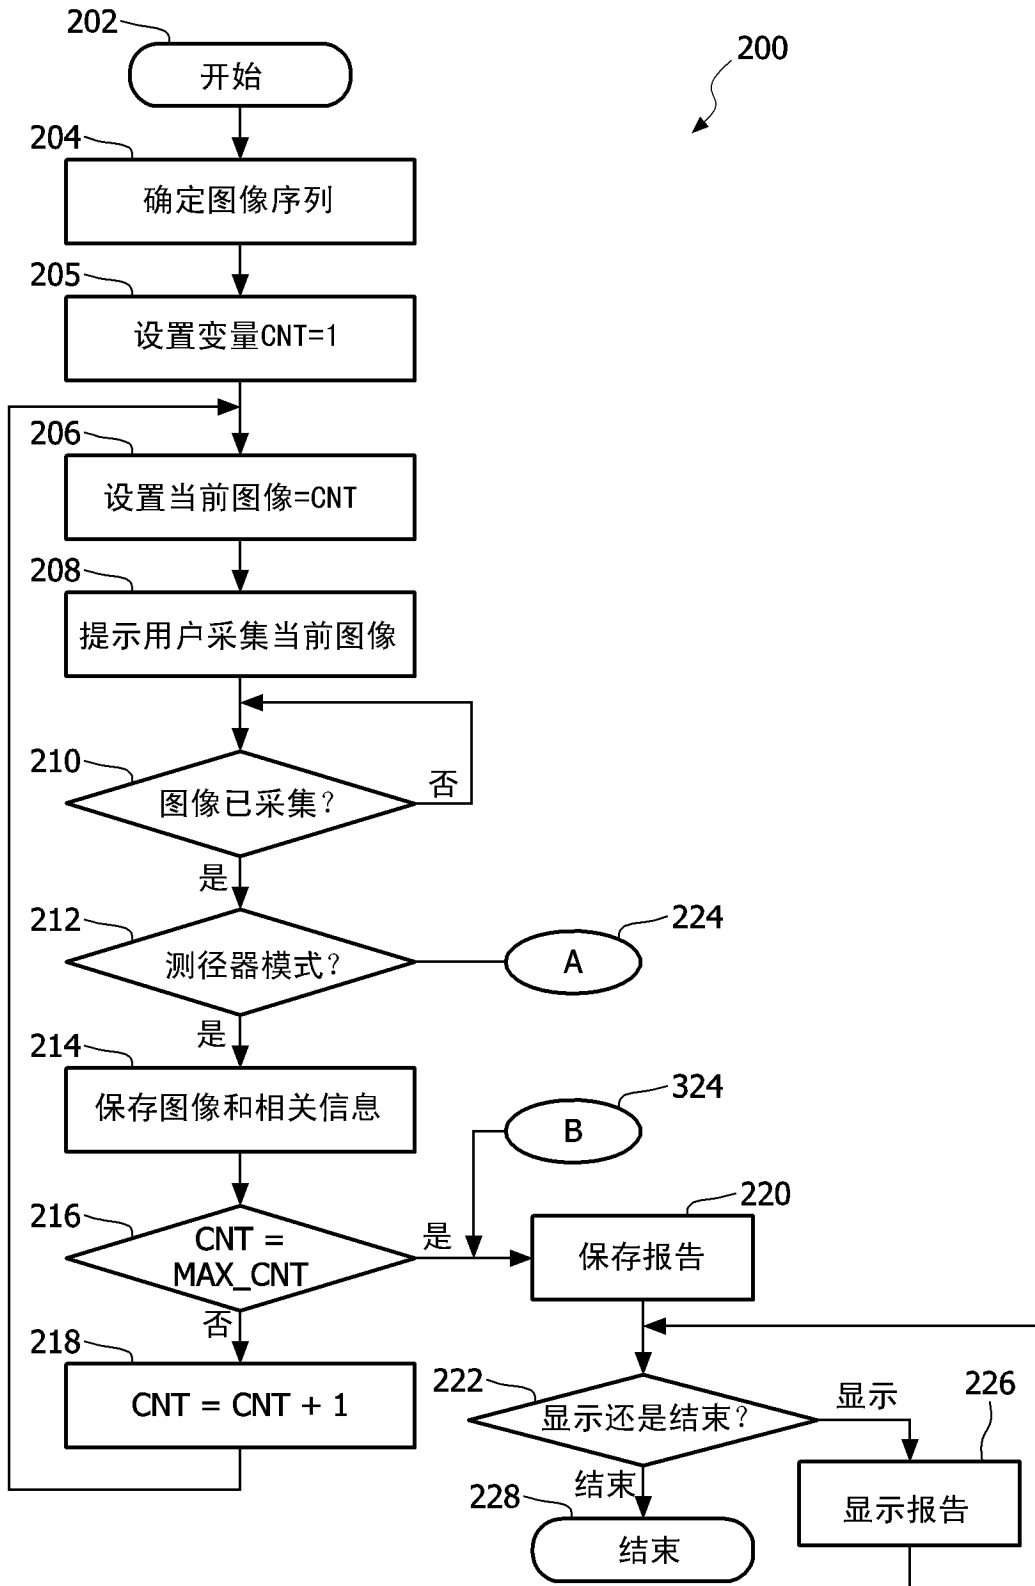 202
开始
200
204
确定图像序列
205
设置变量CNT=1
206
设置当前图像=CNT
208
提示用户采集当前图像
210
图像已采集?
否
是
212
测径器模式?
224
A
是
214
保存图像和相关信息
324
B
216
CNT =
MAX_CNT
是
220
保存报告
否
218
CNT = CNT + 1
222
显示还是结束?
显示
226
显示报告
结束
228
结束